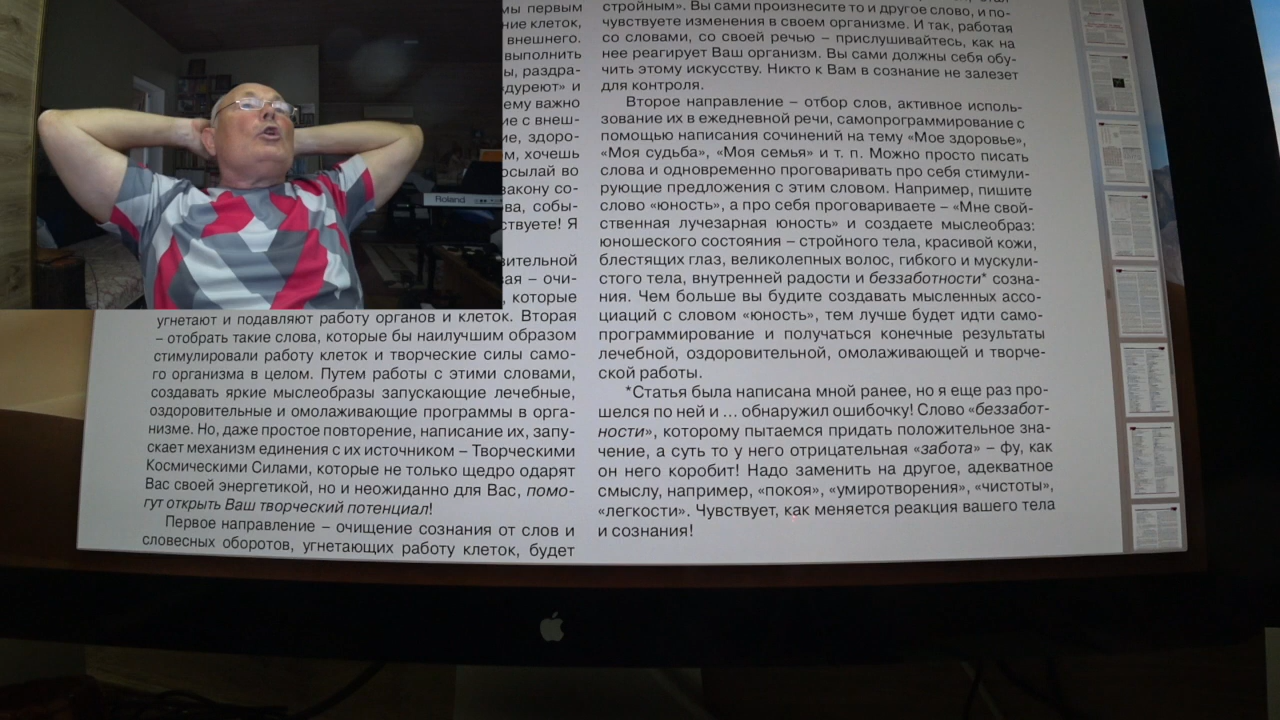 мы первым
ние клеток,
внешнего.
выполнить
ы, раздра-
дуреют» и
ему важно
ие с внеш-
ие, здоро-
м, хочешь
осылай во
закону со-
ва, собы-
ствуете! Я
вительной
вая – очи-
, которые
угнетают и подавляют работу органов и клеток. Вторая
– отобрать такие слова, которые бы наилучшим образом
стимулировали работу клеток и творческие силы само-
го организма в целом. Путем работы с этими словами,
создавать яркие мыслеобразы запускающие лечебные,
оздоровительные и омолаживающие программы в орга-
низме. Но, даже простое повторение, написание их, запу-
скает механизм единения с их источником – Творческими
Космическими Силами, которые не только щедро одарят
Вас своей энергетикой, но и неожиданно для Вас, помо-
гут открыть Ваш творческий потенциал!
Первое направление – очищение сознания от слов и
словесных оборотов, угнетающих работу клеток, будет
стройным». Вы сами произнесите то и другое слово, и по-
чувствуете изменения в своем организме. И так, работая
со словами, со своей речью – прислушивайтесь, как на
нее реагирует Ваш организм. Вы сами должны себя обу-
чить этому искусству. Никто к Вам в сознание не залезет
для контроля.
Второе направление – отбор слов, активное исполь-
зование их в ежедневной речи, самопрограммирование с
помощью написания сочинений на тему «Мое здоровье»,
«Моя судьба», «Моя семья» и т. п. Можно просто писать
слова и одновременно проговаривать про себя стимули-
рующие предложения с этим словом. Например, пишите
слово «юность», а про себя проговариваете – «Мне свой-
ственная лучезарная юность» и создаете мыслеобраз:
юношеского состояния – стройного тела, красивой кожи,
блестящих глаз, великолепных волос, гибкого и мускули-
стого тела, внутренней радости и беззаботности* созна-
ния. Чем больше вы будите создавать мысленных ассо-
циаций с словом «юность», тем лучше будет идти само-
программирование и получаться конечные результаты
лечебной, оздоровительной, омолаживающей и творче-
ской работы.
*Статья была написана мной ранее, но я еще раз про-
шелся по ней и ... обнаружил ошибочку! Слово «беззабот-
ности», которому пытаемся придать положительное зна-
чение, а суть то у него отрицательная «забота» – фу, как
он него коробит! Надо заменить на другое, адекватное
смыслу, например, «покоя», «умиротворения», «чистоты»,
«легкости». Чувствует, как меняется реакция вашего тела
и сознания!
Roland